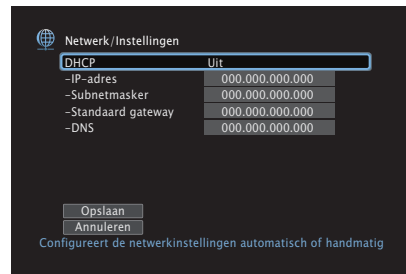 Netwerk/Instellingen
DHCP Uit
-IP-adres 000.000.000.000
-Subnetmasker 000.000.000.000
-Standaard gateway 000.000.000.000
-DNS 000.000.000.000
Opslaan
Annuleren
Configureert de netwerkinstellingen automatisch of handmatig